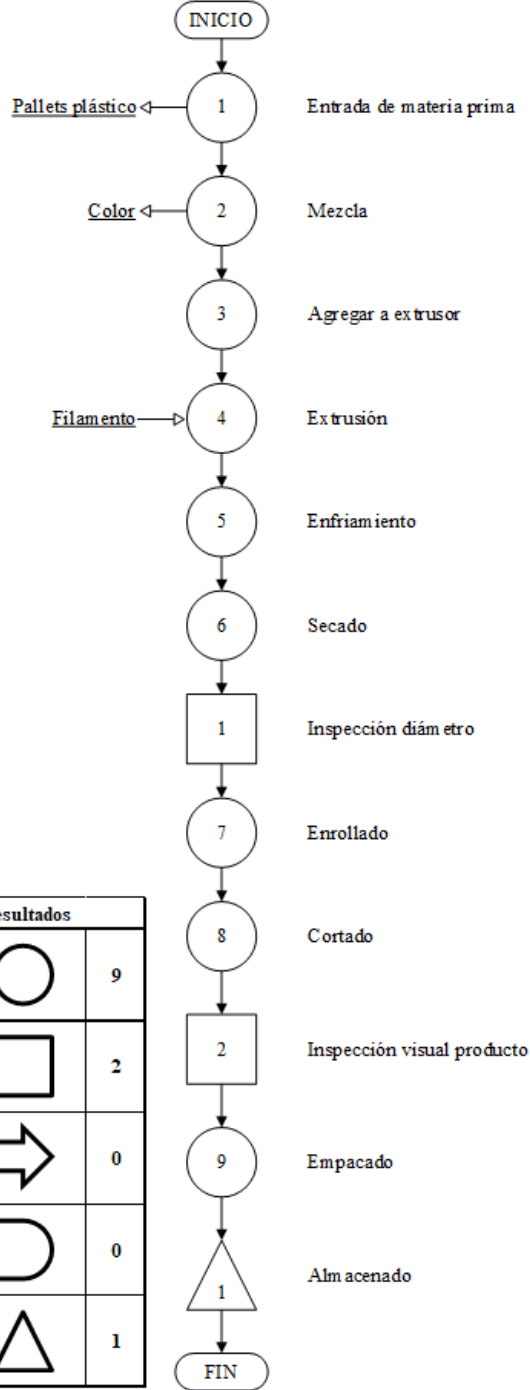 INICIO
Pallets plástico
1
Entrada de materia prima
Color
2
Mezcla
3
Agregar a extrusor
Filamento
4
Extrusión
5
Enfriamiento
6
Secado
1
Inspección diámetro
7
Enrollado
8
Cortado
2
Inspección visual producto
9
Empacado
1
Almacenado
FIN
esultados
9
2
0
0
1